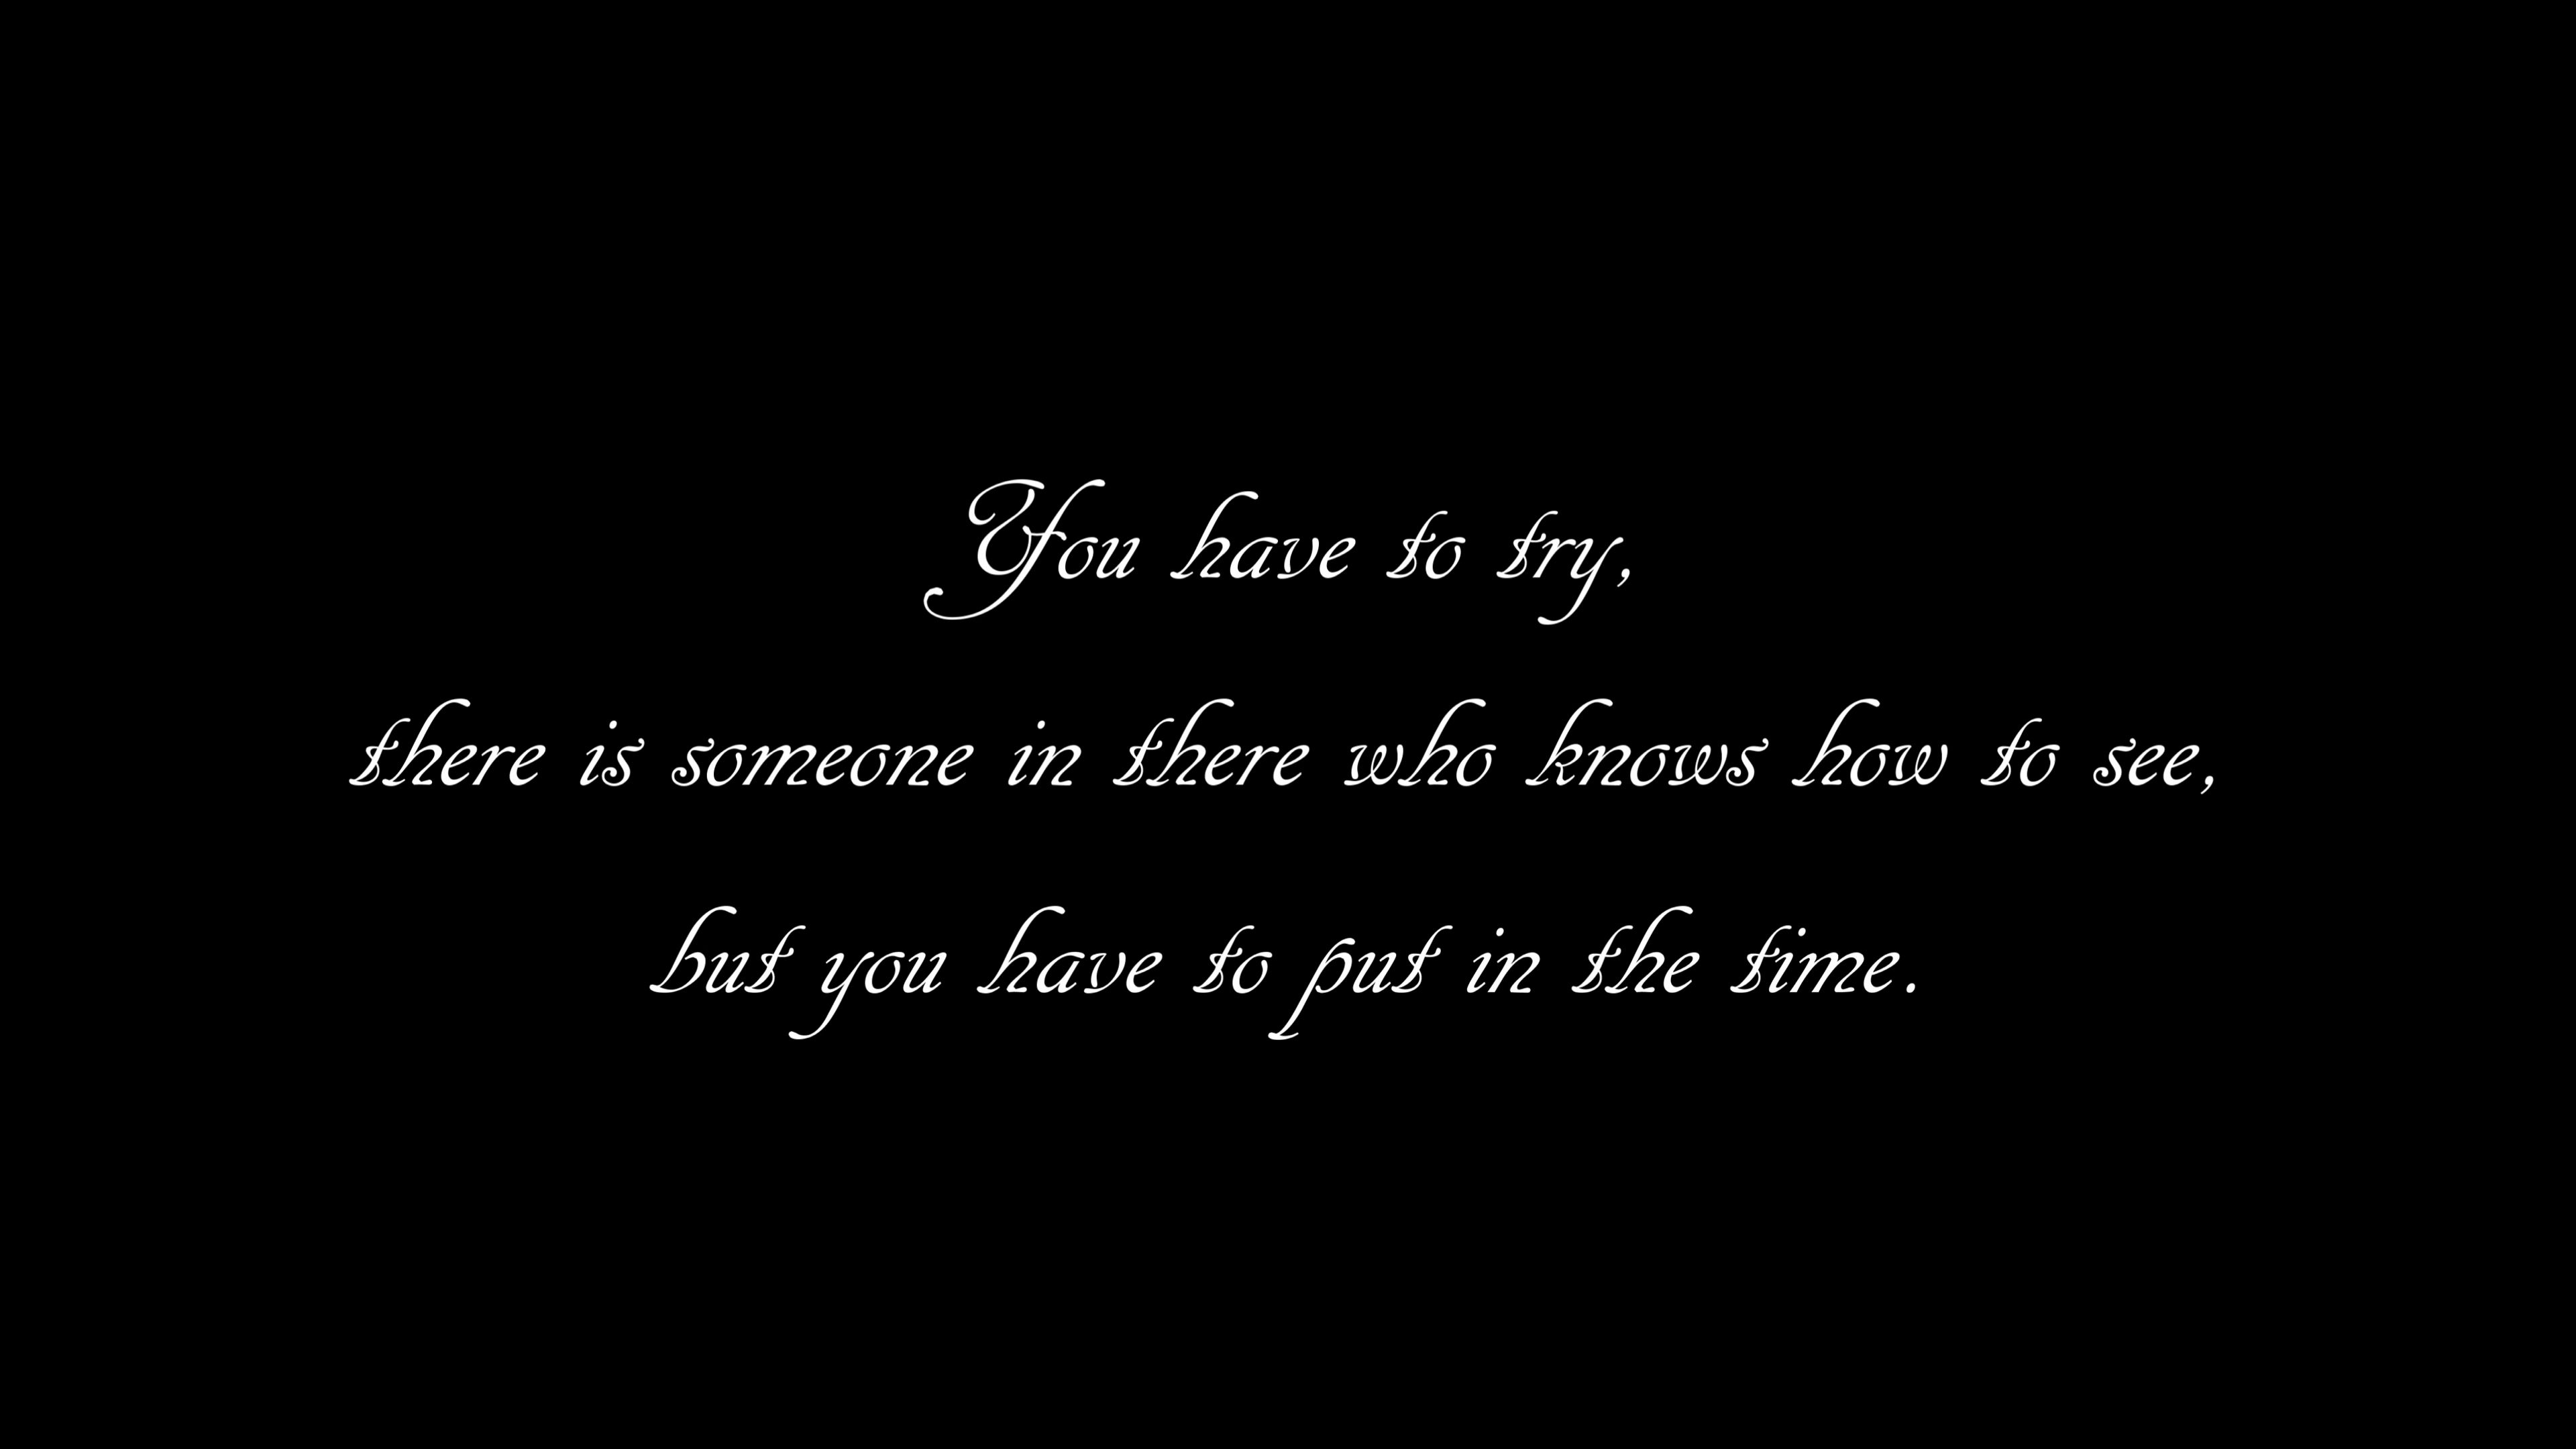 You have to try,
there is someone in there who knows how to see,
but you have to put in the time.